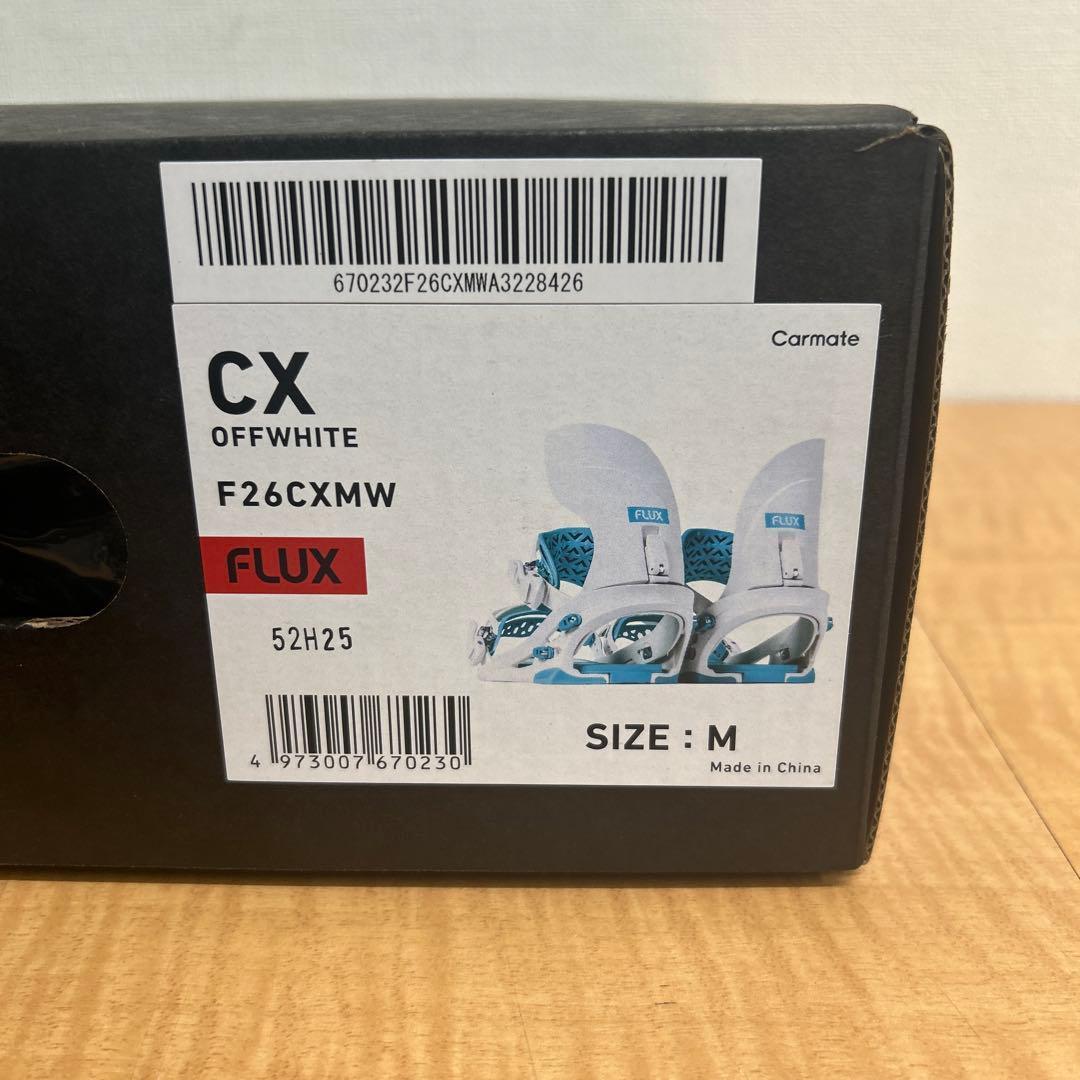 670232F26CXMWA3228426
Carmate
CX
OFFWHITE
F26CXMW
FLUX
FLUX
FLUX
52H25
SIZE : M
4 973007 670230
Made in China